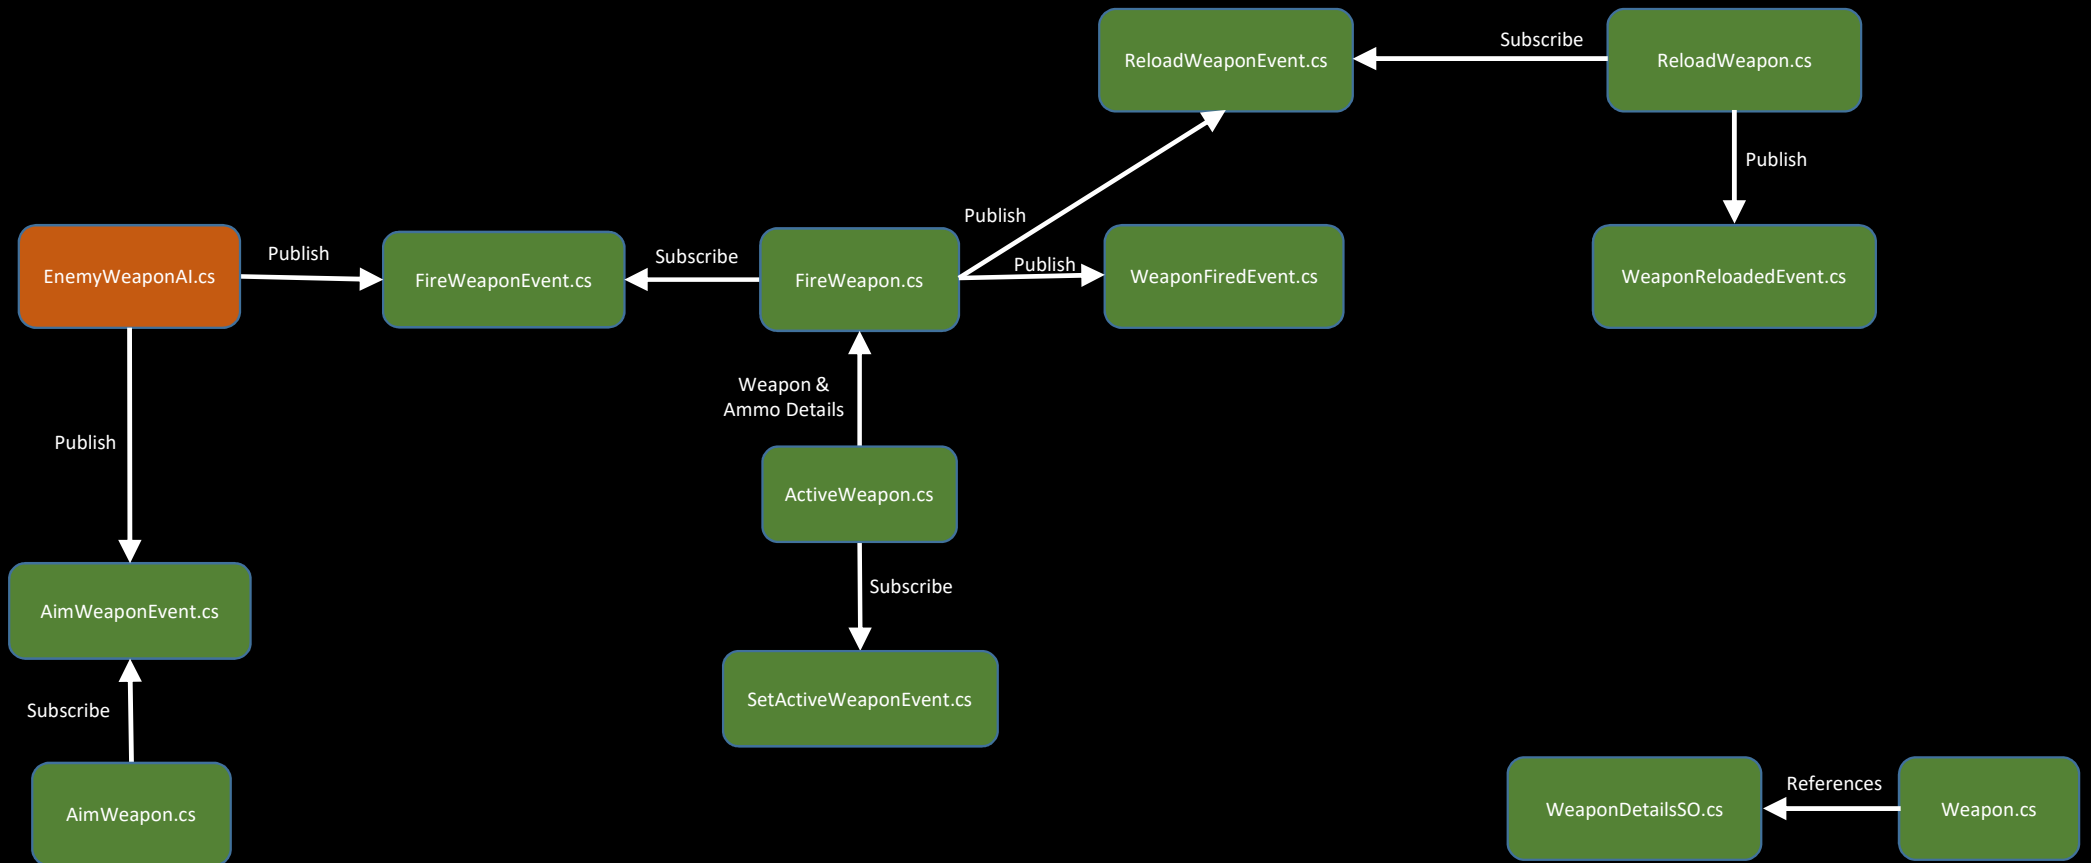 Subscribe
ReloadWeaponEvent.cs
ReloadWeapon.cs
Publish
Publish
EnemyWeaponAI.cs
Publish
FireWeaponEvent.cs
Subscribe
FireWeapon.cs
Publish
WeaponFiredEvent.cs
WeaponReloadedEvent.cs
Weapon &
Ammo Details
Publish
ActiveWeapon.cs
Subscribe
AimWeaponEvent.cs
SetActiveWeaponEvent.cs
Subscribe
AimWeapon.cs
WeaponDetailsSO.cs
References
Weapon.cs